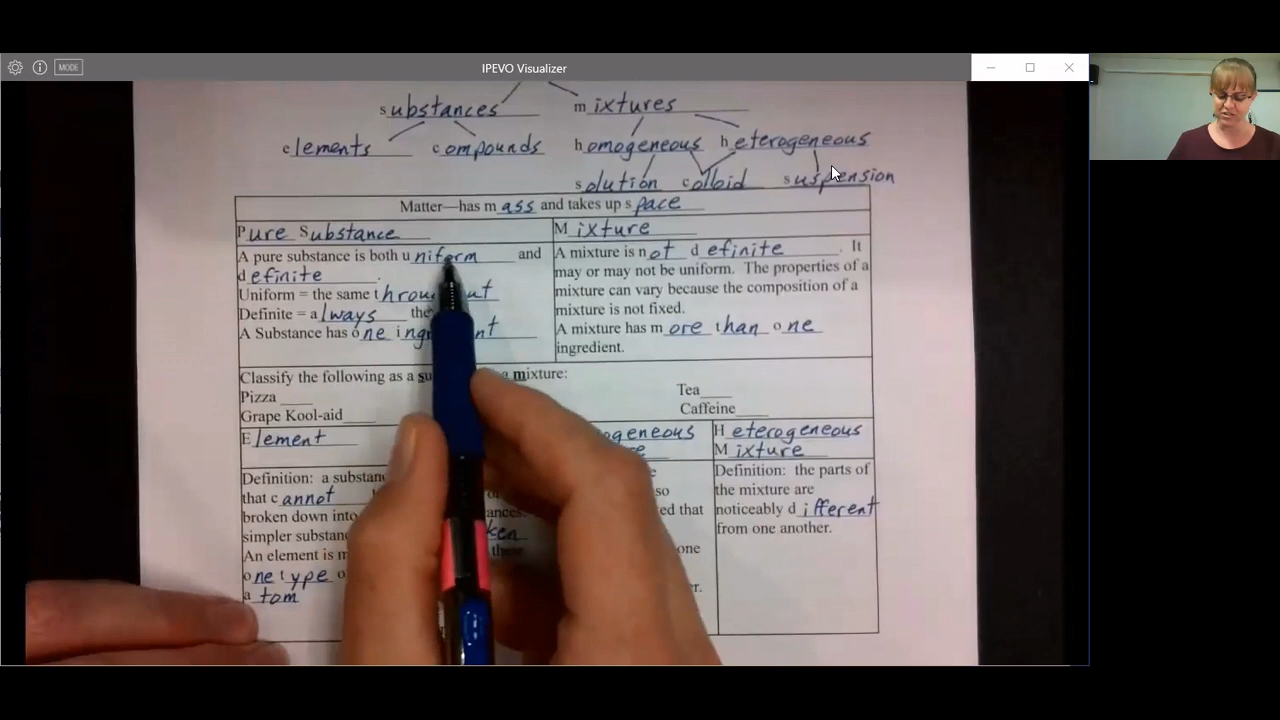 MODE
IPEVO Visualizer
substances mixtures
elements compounds homogeneous heterogeneous
solution colloid suspension
Matter—has mass and takes up space
Pure Substance
Mixture
A pure substance is both uniform and
definite.
Uniform = the same throughout
Definite = always the
A Substance has one ingredient
A mixture is not definite. It
may or may not be uniform. The properties of a
mixture can vary because the composition of a
mixture is not fixed.
A mixture has more than one
ingredient.
Classify the following as a mixture:
Pizza ____
Grape Kool-aid____
Tea____
Caffeine____
Element
Definition: a
that cannot
broken down into
simpler
An element is
one type
atom
Heterogeneous
Mixture
Definition: the parts of
the mixture are
noticeably different
from one another.